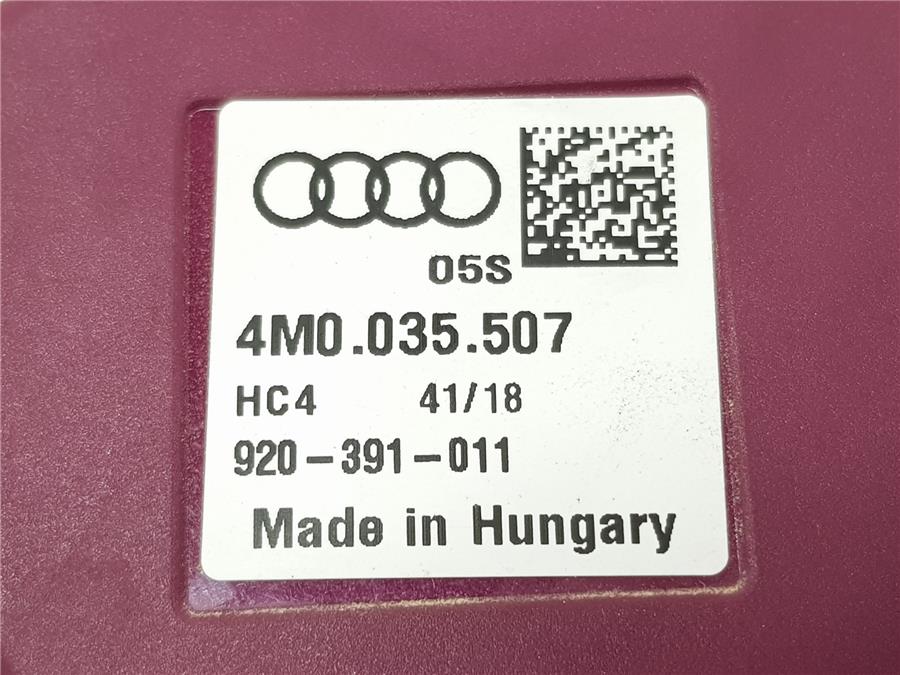 05S
4M0.035.507
HC4 41/18
920-391-011
Made in Hungary